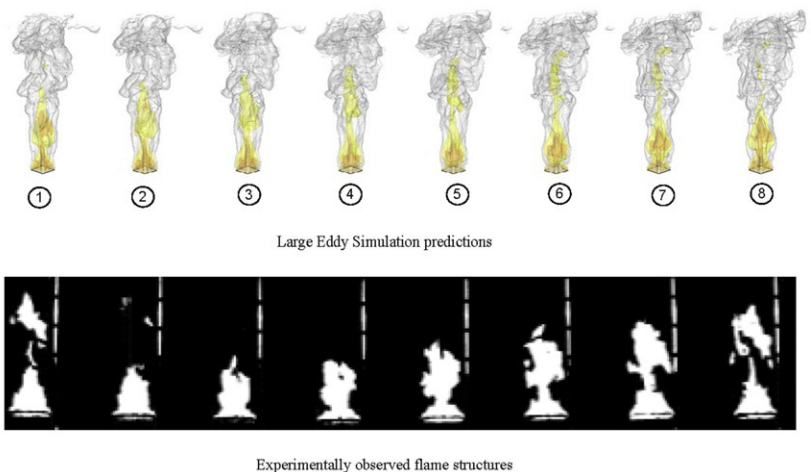 1 2 3 4 5 6 7 8
Large Eddy Simulation predictions
Experimentally observed flame structures